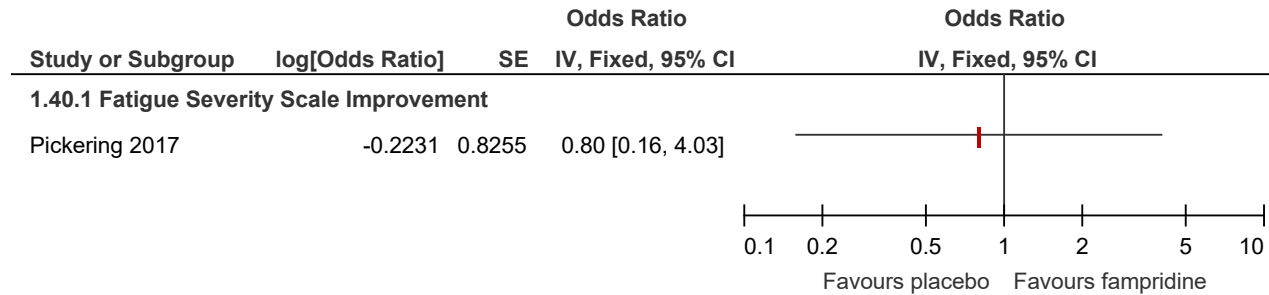 Odds Ratio Odds Ratio
Study or Subgroup log[Odds Ratio] SE IV, Fixed, 95% CI IV, Fixed, 95% CI
1.40.1 Fatigue Severity Scale Improvement
Pickering 2017 -0.2231 0.8255 0.80 [0.16, 4.03]
0.1 0.2 0.5 1 2 5 10
Favours placebo Favours fampridine